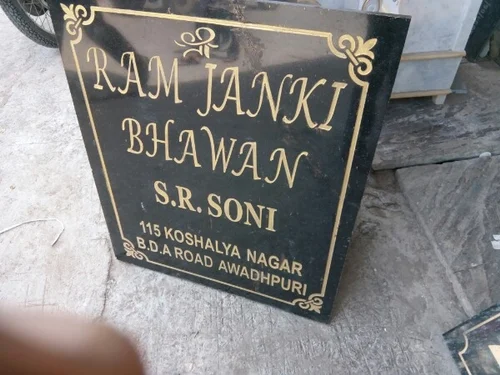 श्री
RAM JANKI
BHAWAN
S.R. SONI
115 KOSHALYA NAGAR
B.D.A ROAD AWADHPURI